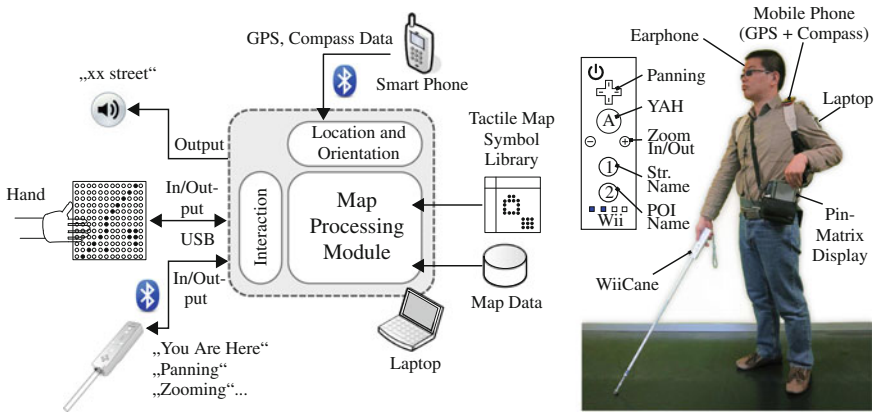 GPS, Compass Data
Smart Phone
„xx street“
Output
Location and
Orientation
Tactile Map
Symbol
Library
Hand
In/Out-
put
USB
In/Out-
put
Interaction
Map
Processing
Module
Map Data
Laptop
„You Are Here“
„Panning“
„Zooming“...
Mobile Phone
(GPS + Compass)
Earphone
Panning
A
YAH
Zoom
In/Out
1
Str.
Name
2
POI
Name
Wii
Laptop
Pin-
Matrix
Display
WiiCane